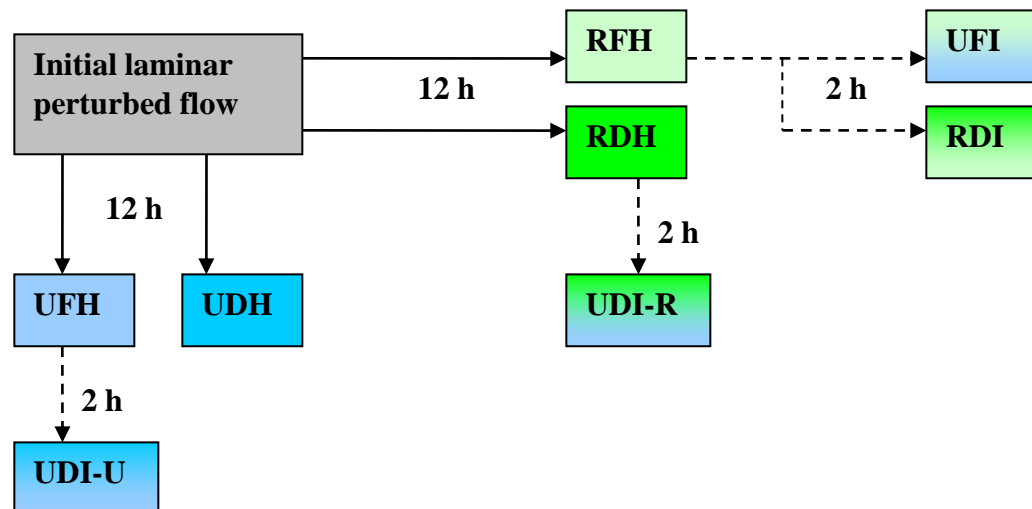 Initial laminar
perturbed flow
12 h
RFH
UFI
2 h
RDH
RDI
12 h
2 h
UFH
UDH
UDI-R
2 h
UDI-U